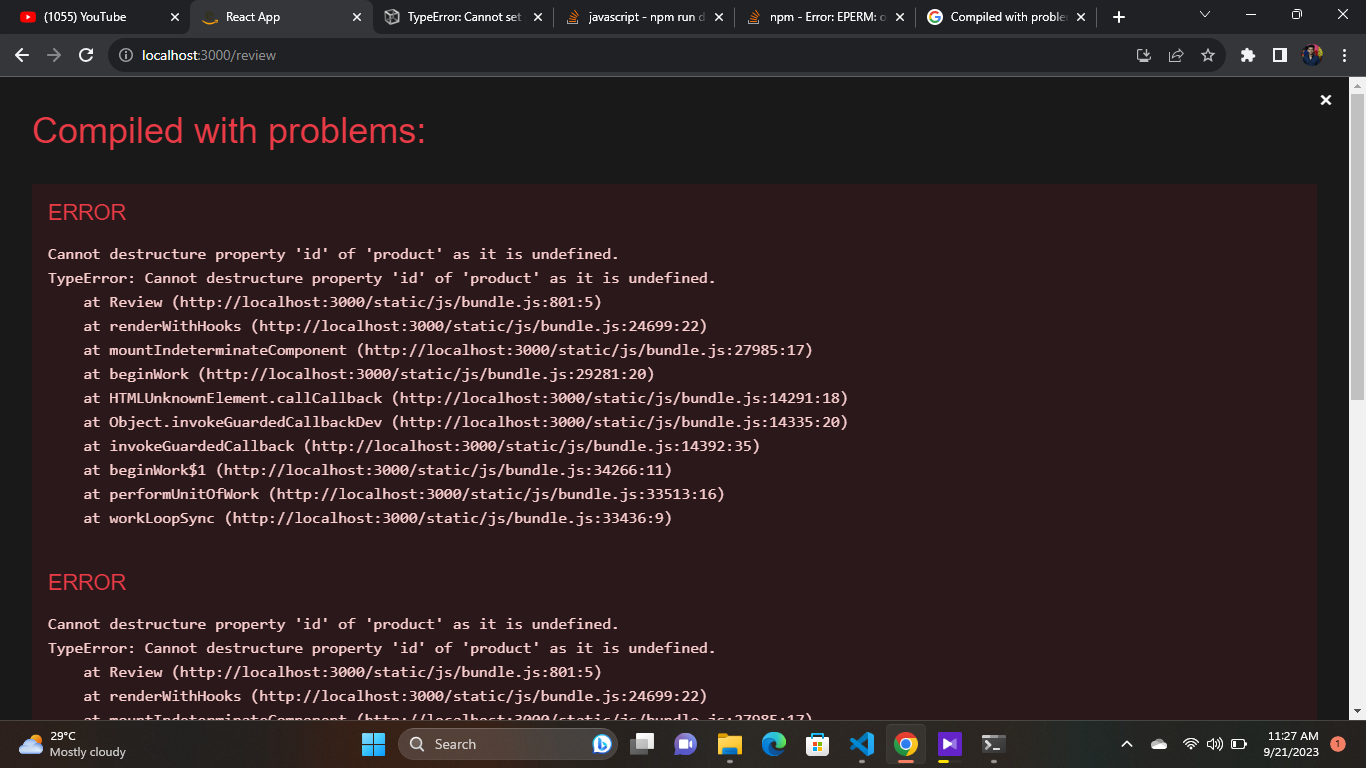 (1055) YouTube
React App
TypeError: Cannot set
javascript - npm run d
npm - Error: EPERM: o
Compiled with proble
localhost:3000/review
Compiled with problems:
ERROR
Cannot destructure property 'id' of 'product' as it is undefined.
TypeError: Cannot destructure property 'id' of 'product' as it is undefined.
at Review (http://localhost:3000/static/js/bundle.js:801:5)
at renderWithHooks (http://localhost:3000/static/js/bundle.js:24699:22)
at mountIndeterminateComponent (http://localhost:3000/static/js/bundle.js:27985:17)
at beginWork (http://localhost:3000/static/js/bundle.js:29281:20)
at HTMLUnknownElement.callCallback (http://localhost:3000/static/js/bundle.js:14291:18)
at Object.invokeGuardedCallbackDev (http://localhost:3000/static/js/bundle.js:14335:20)
at invokeGuardedCallback (http://localhost:3000/static/js/bundle.js:14392:35)
at beginWork$1 (http://localhost:3000/static/js/bundle.js:34266:11)
at performUnitOfWork (http://localhost:3000/static/js/bundle.js:33513:16)
at workLoopSync (http://localhost:3000/static/js/bundle.js:33436:9)
ERROR
Cannot destructure property 'id' of 'product' as it is undefined.
TypeError: Cannot destructure property 'id' of 'product' as it is undefined.
at Review (http://localhost:3000/static/js/bundle.js:801:5)
at renderWithHooks (http://localhost:3000/static/js/bundle.js:24699:22)
at mountIndeterminateComponent (http://localhost:3000/static/js/bundle.js:27985:17)
29°C
Mostly cloudy
Search
11:27 AM
9/21/2023
1